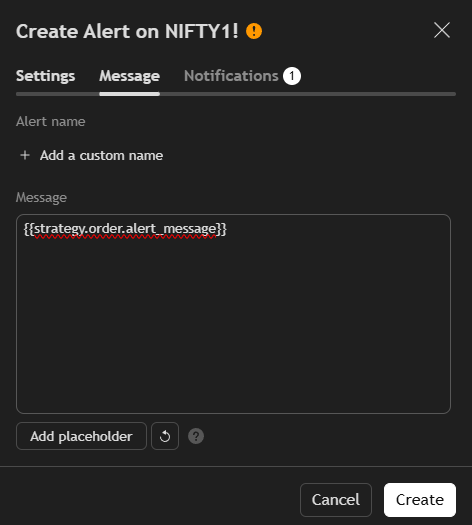 Create Alert on NIFTY1!
Settings Message Notifications 1
Alert name
+ Add a custom name
Message
{{strategy.order.alert_message}}
Add placeholder ?
Cancel Create